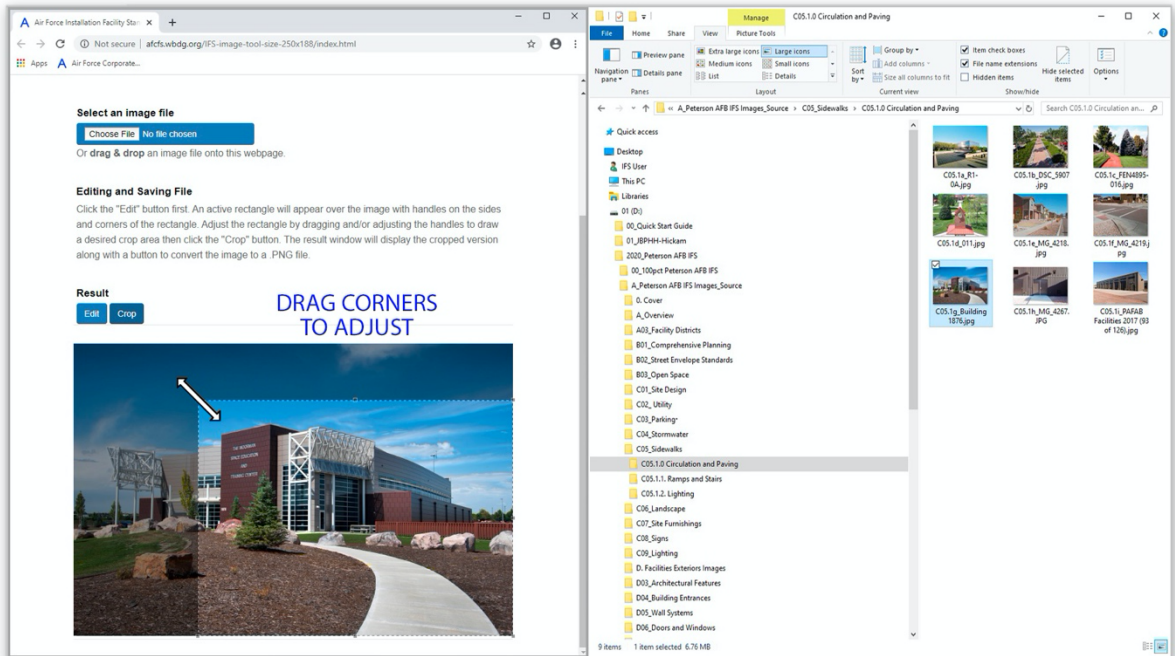 Air Force Installation Facility Stan
Not secure | afcfs.wbdg.org/IFS-image-tool-size-250x188/index.html
Apps
Air Force Corporate...
Select an image file
Choose File No file chosen
Or drag & drop an image file onto this webpage.
Editing and Saving File
Click the "Edit" button first. An active rectangle will appear over the image with handles on the sides
and corners of the rectangle. Adjust the rectangle by dragging and/or adjusting the handles to draw
a desired crop area then click the "Crop" button. The result window will display the cropped version
along with a button to convert the image to a .PNG file.
Result
Edit Crop
DRAG CORNERS
TO ADJUST
Manage
C05.1.0 Circulation and Paving
File Home Share View Picture Tools
Navigation
pane
Preview pane
Details pane
Panes
Extra large icons Large icons
Medium icons Small icons
List Details
Layout
Sort
by
Group by
Add columns
Size all columns to fit
Current view
Item check boxes
File name extensions
Hidden items
Hide selected
items
Show/hide
Options
« A_Peterson AFB IFS Images_Source › C05_Sidewalks › C05.1.0 Circulation and Paving
Search C05.1.0 Circulation an...
Quick access
Desktop
IFS User
This PC
Libraries
01 (D:)
00_Quick Start Guide
01_JBPHH-Hickam
2020_Peterson AFB IFS
00_100pct Peterson AFB IFS
A_Peterson AFB IFS Images_Source
0. Cover
A_Overview
A03_Facility Districts
B01_Comprehensive Planning
B02_Street Envelope Standards
B03_Open Space
C01_Site Design
C02_ Utility
C03_Parking-
C04_Stormwater
C05_Sidewalks
C05.1.0 Circulation and Paving
C05.1.1. Ramps and Stairs
C05.1.2. Lighting
C06_Landscape
C07_Site Furnishings
C08_Signs
C09_Lighting
D. Facilities Exteriors Images
D03_Architectural Features
D04_Building Entrances
D05_Wall Systems
D06_Doors and Windows
C05.1a_R1-
0A.jpg
C05.1b_DSC_5907
.jpg
C05.1c_FEN4895-
016.jpg
C05.1d_011.jpg
C05.1e_MG_4218.
JPG
C05.1f_MG_4219.j
pg
C05.1g_Building
1876.jpg
C05.1h_MG_4267.
JPG
C05.1i_PAFAB
Facilities 2017 (93
of 126).jpg
9 items 1 item selected 6.76 MB